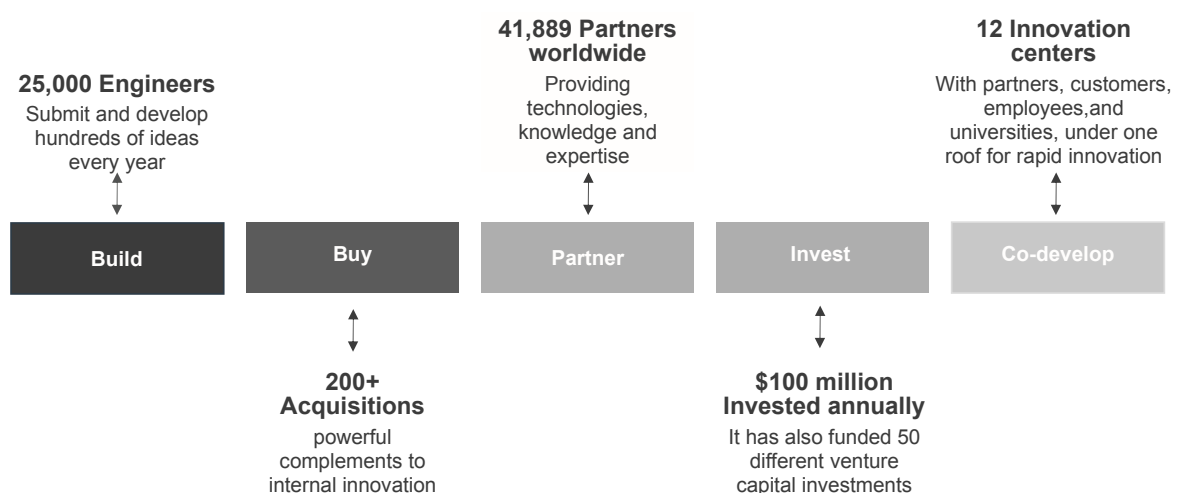 25,000 Engineers
Submit and develop
hundreds of ideas
every year
41,889 Partners
worldwide
Providing
technologies,
knowledge and
expertise
12 Innovation
centers
With partners, customers,
employees,and
universities, under one
roof for rapid innovation
Build
Buy
Partner
Invest
Co-develop
200+
Acquisitions
powerful
complements to
internal innovation
$100 million
Invested annually
It has also funded 50
different venture
capital investments